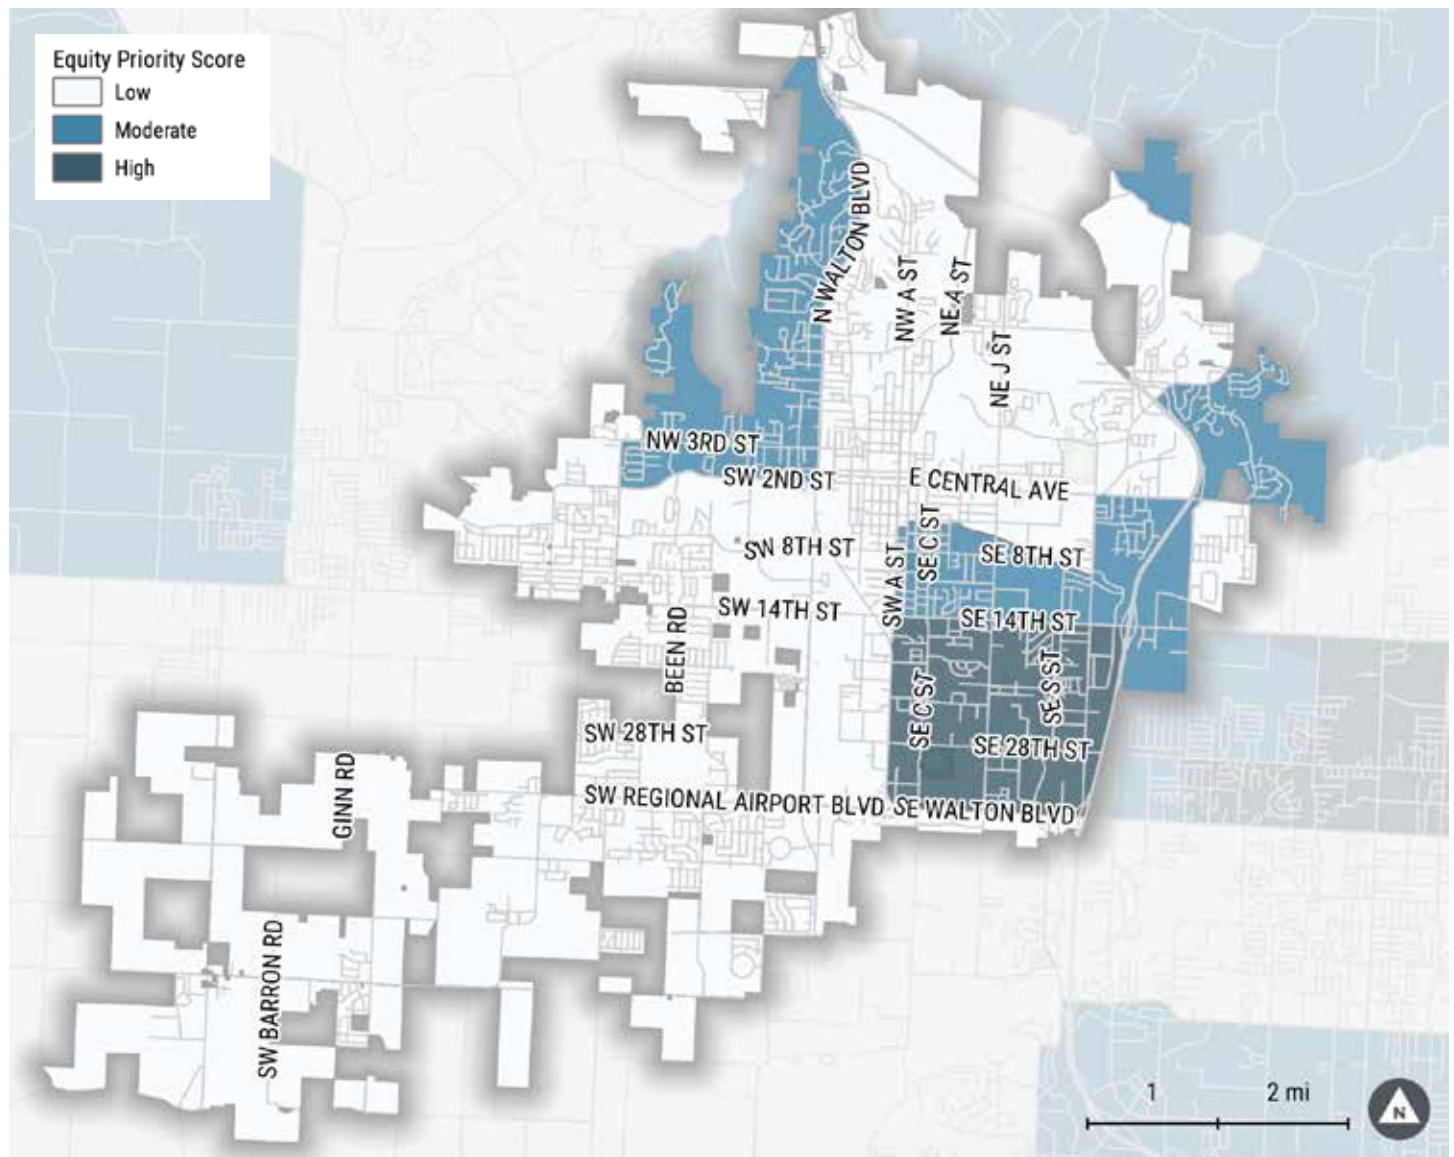 Equity Priority Score
Low
Moderate
High
N WALTON BLVD
NW A ST
NE A ST
NE J ST
NW 3RD ST
SW 2ND ST
E CENTRAL AVE
SW 8TH ST
SW A ST
SE C ST
SE 8TH ST
SW 14TH ST
SE 14TH ST
BEEN RD
SE C ST
SE S ST
SW 28TH ST
SE 28TH ST
GINN RD
SW REGIONAL AIRPORT BLVD
SE WALTON BLVD
SW BARRON RD
1
2 mi
N